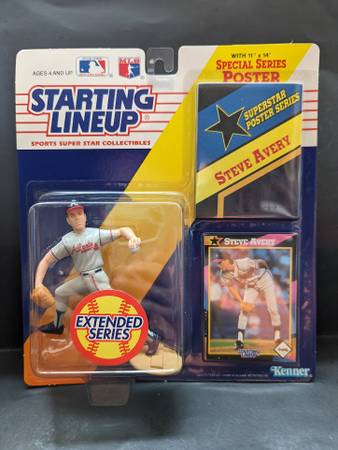 AGES 4 AND UP
MLB
WITH 11" x 14"
SPECIAL SERIES
POSTER
STARTING
LINEUP
SPORTS SUPER STAR COLLECTIBLES
SUPERSTAR
POSTER SERIES
STEVE AVERY
STEVE AVERY
EXTENDED
SERIES
Kenner